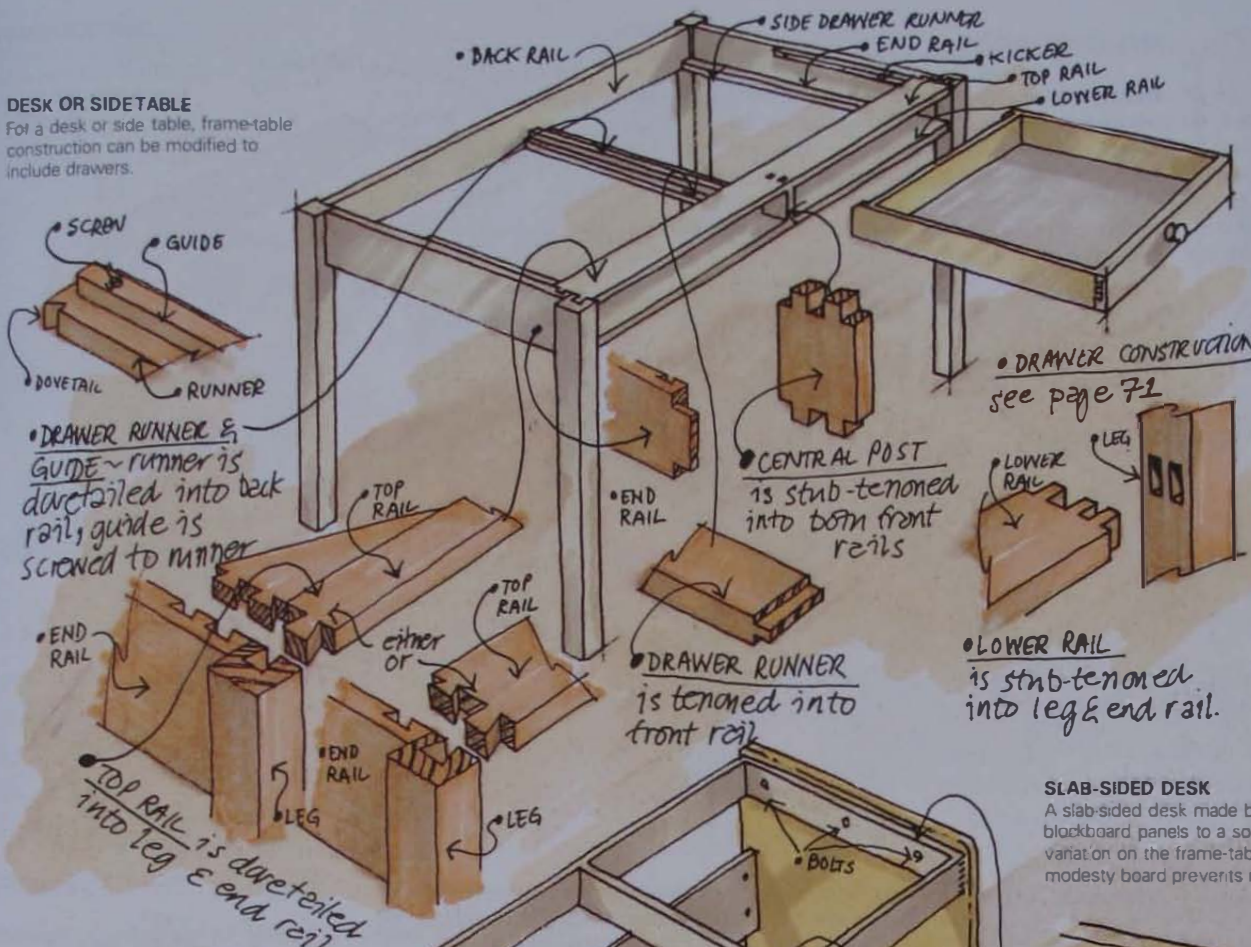 DESK OR SIDE TABLE
For a desk or side table, frame-table
construction can be modified to
include drawers.
• BACK RAIL
• SIDE DRAWER RUNNER
• END RAIL
• KICKER
• TOP RAIL
• LOWER RAIL
• SCREW
• GUIDE
• DOVETAIL
• RUNNER
• DRAWER RUNNER &
GUIDE ~ runner is
dovetailed into back
rail, guide is
screwed to runner
• DRAWER CONSTRUCTION
see page 71
• END
RAIL
• CENTRAL POST
is stub-tenoned
into both front
rails
• LOWER
RAIL
• LEG
• LOWER RAIL
is stub-tenoned
into leg & end rail.
• TOP
RAIL
• END
RAIL
either
or
• TOP
RAIL
• DRAWER RUNNER
is tenoned into
front rail
• END
RAIL
• LEG
• LEG
• TOP RAIL is dovetailed
into leg & end rail
SLAB-SIDED DESK
A slab-sided desk made b
blockboard panels to a so
variation on the frame-tab
modesty board prevents
• BOLTS